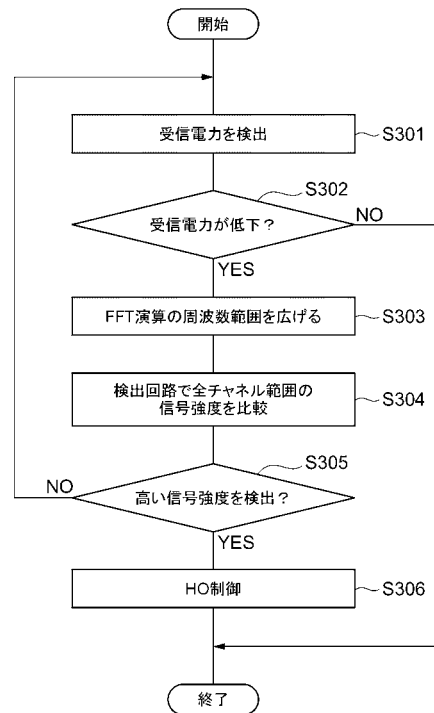 開始
受信電力を検出
S301
S302
受信電力が低下?
NO
YES
FFT演算の周波数範囲を広げる
S303
検出回路で全チャネル範囲の
信号強度を比較
S304
S305
NO
高い信号強度を検出?
YES
HO制御
S306
終了